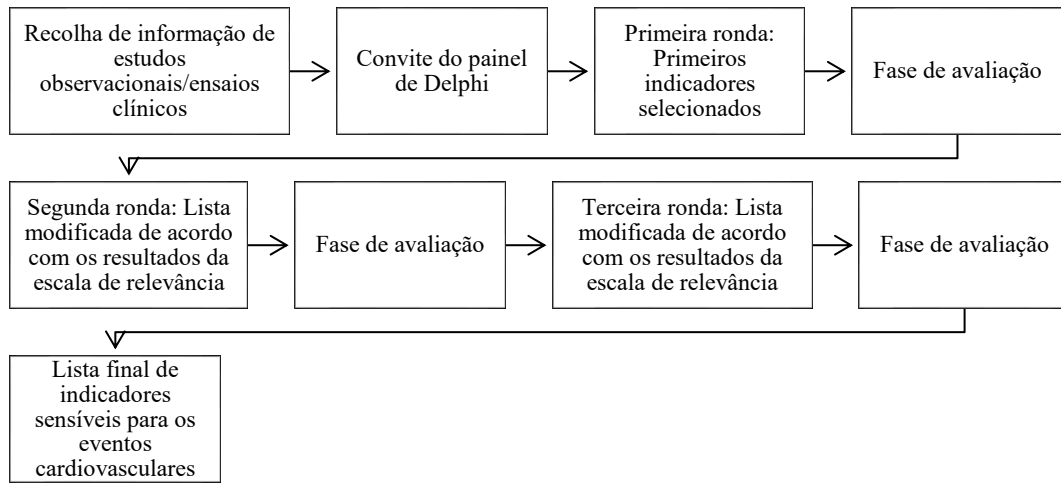 Recolha de informação de
estudos
observacionais/ensaios
clínicos
Convite do painel
de Delphi
Primeira ronda:
Primeiros
indicadores
selecionados
Fase de avaliação
Segunda ronda: Lista
modificada de acordo
com os resultados da
escala de relevância
Fase de avaliação
Terceira ronda: Lista
modificada de acordo
com os resultados da
escala de relevância
Fase de avaliação
Lista final de
indicadores
sensíveis para os
eventos
cardiovasculares